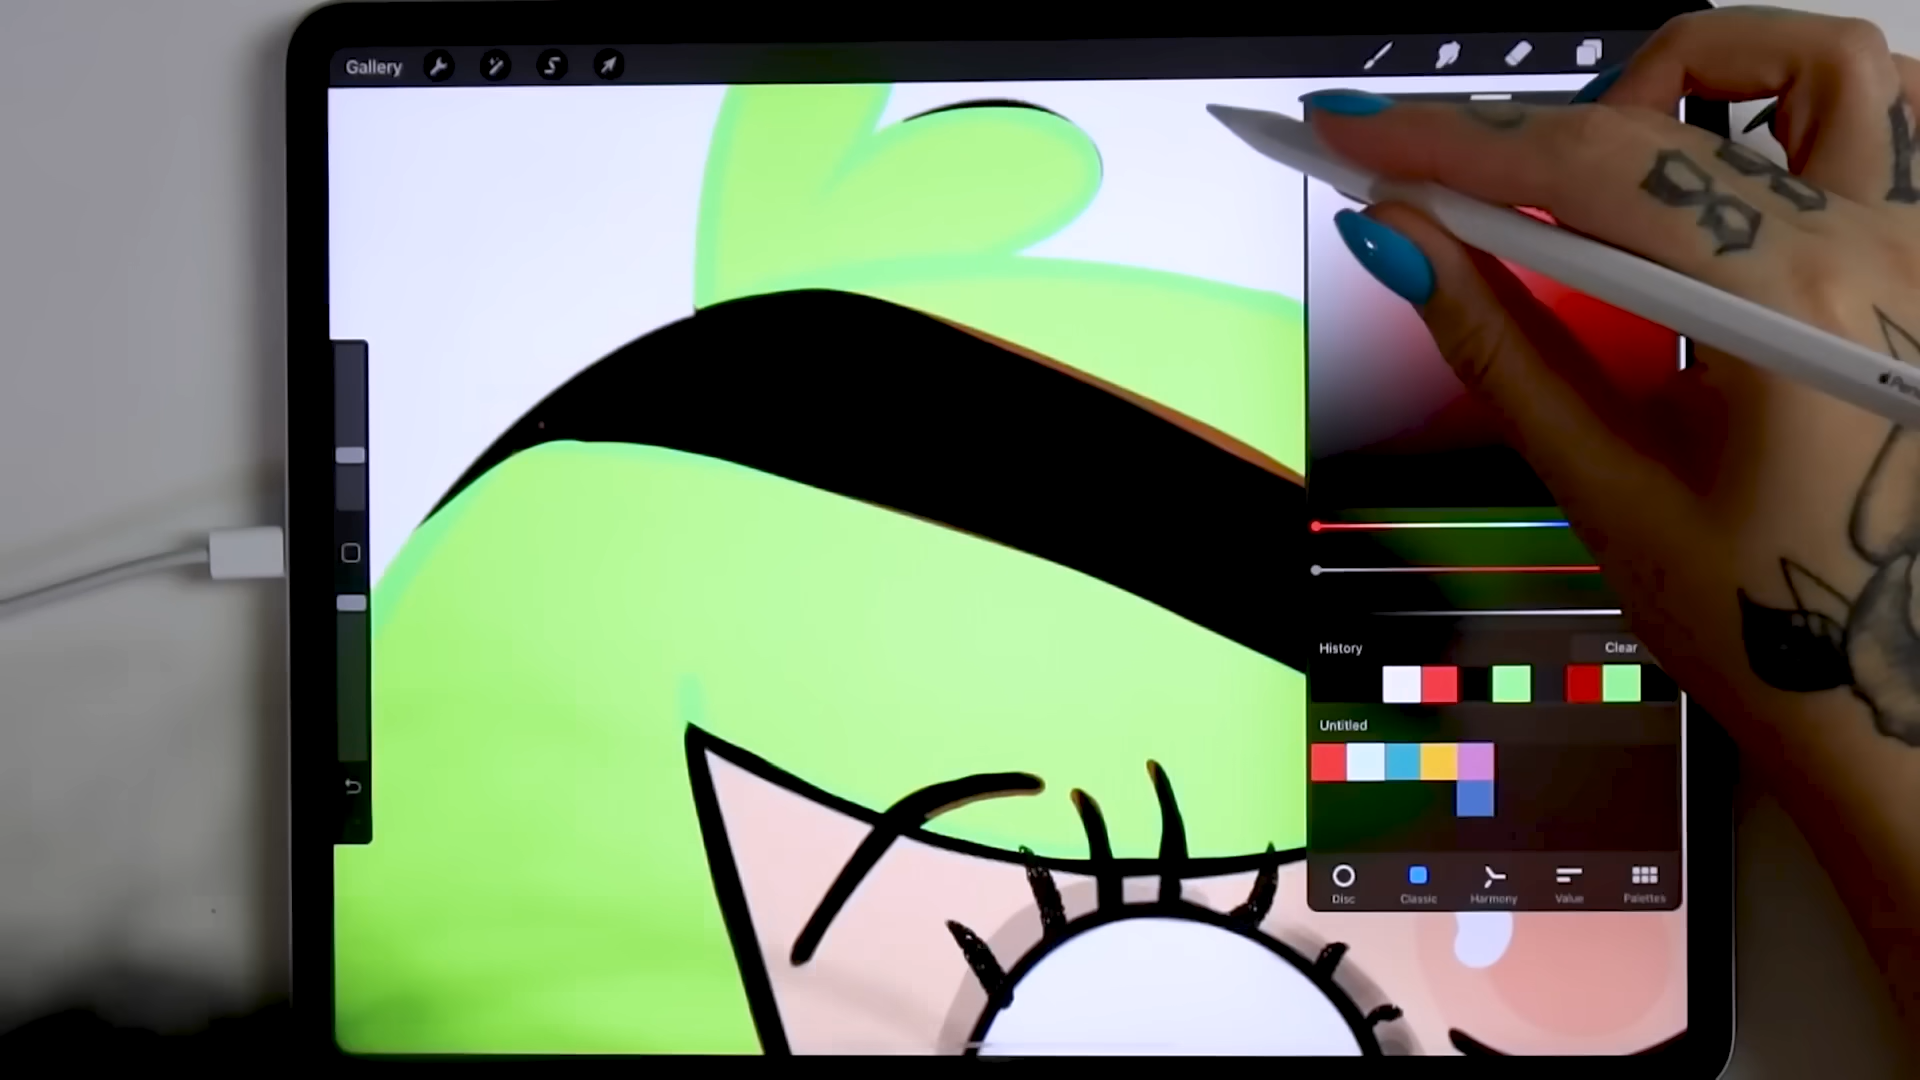 Gallery
History Clear
Untitled
Disc Classic Harmony Value Palettes